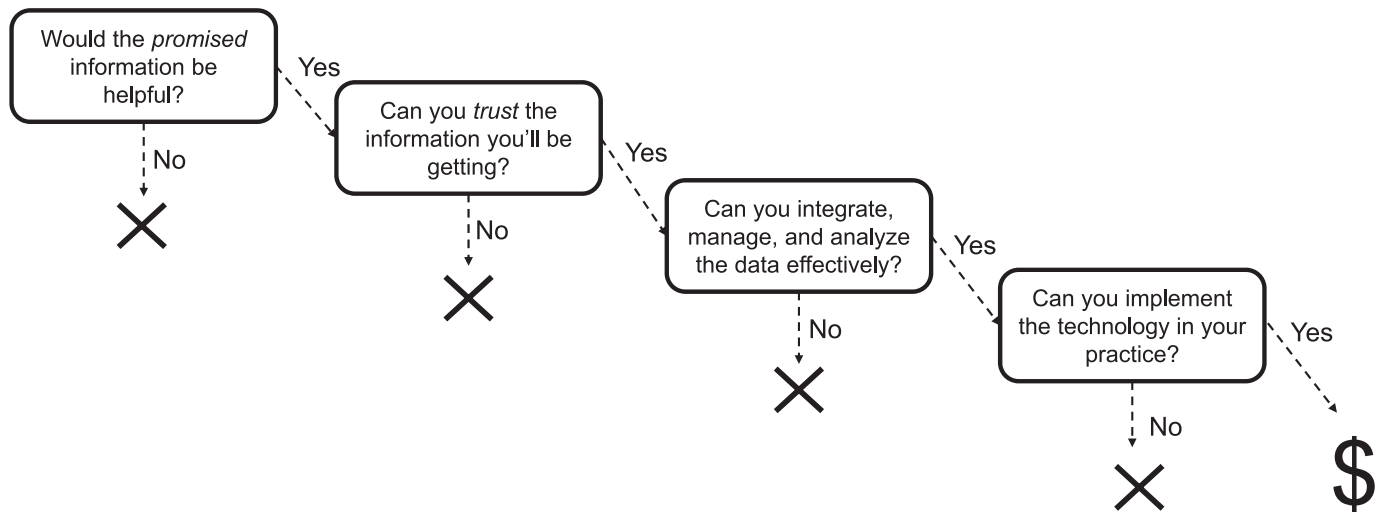 Would the promised
information be
helpful?
Yes
No
Can you trust the
information you'll be
getting?
Yes
No
Can you integrate,
manage, and analyze
the data effectively?
Yes
No
Can you implement
the technology in your
practice?
Yes
No
$